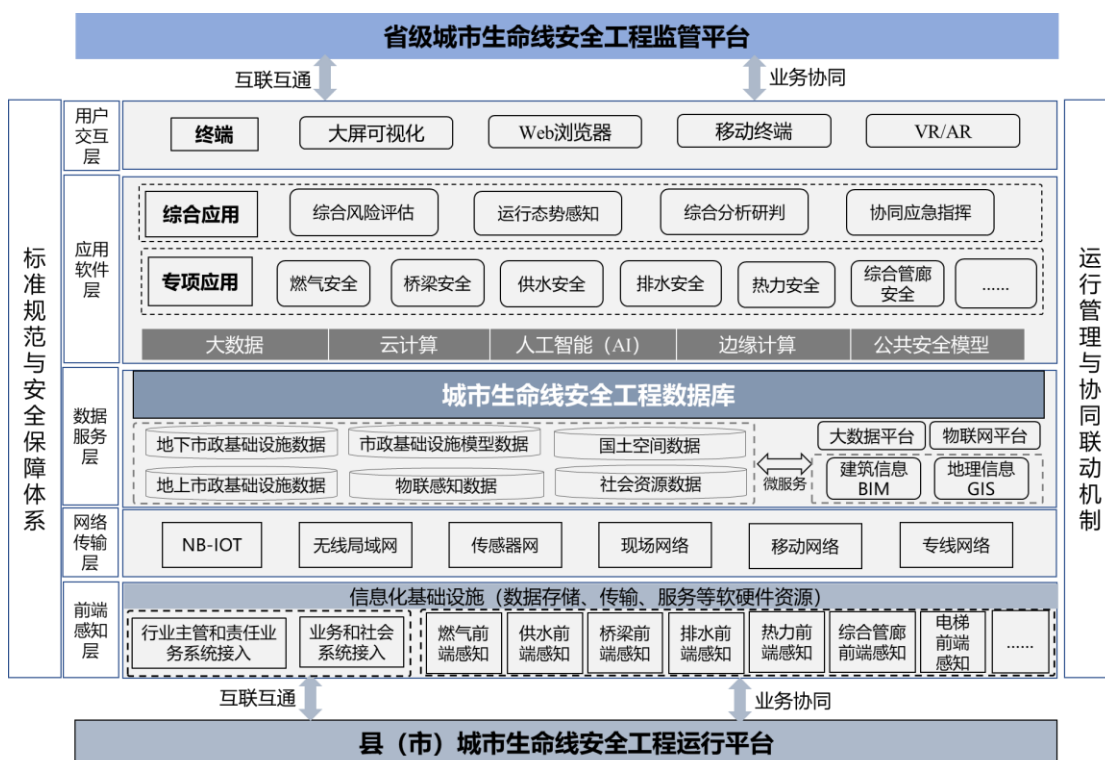 省级城市生命线安全工程监管平台
互联互通
业务协同
标准规范与安全保障体系
运行管理与协同联动机制
用户
交互
层
终端
大屏可视化
Web浏览器
移动终端
VR/AR
应用
软件
层
综合应用
综合风险评估
运行态势感知
综合分析研判
协同应急指挥
专项应用
燃气安全
桥梁安全
供水安全
排水安全
热力安全
综合管廊
安全
......
大数据
云计算
人工智能（AI）
边缘计算
公共安全模型
数据
服务
层
城市生命线安全工程数据库
地下市政基础设施数据
市政基础设施模型数据
国土空间数据
地上市政基础设施数据
物联感知数据
社会资源数据
微服务
大数据平台
物联网平台
建筑信息
BIM
地理信息
GIS
网络
传输
层
NB-IOT
无线局域网
传感器网
现场网络
移动网络
专线网络
前端
感知
层
信息化基础设施（数据存储、传输、服务等软硬件资源）
行业主管和责任业
务系统接入
业务和社会
系统接入
燃气前
端感知
供水前
端感知
桥梁前
端感知
排水前
端感知
热力前
端感知
综合管廊
前端感知
电梯
前端
感知
......
互联互通
业务协同
县（市）城市生命线安全工程运行平台